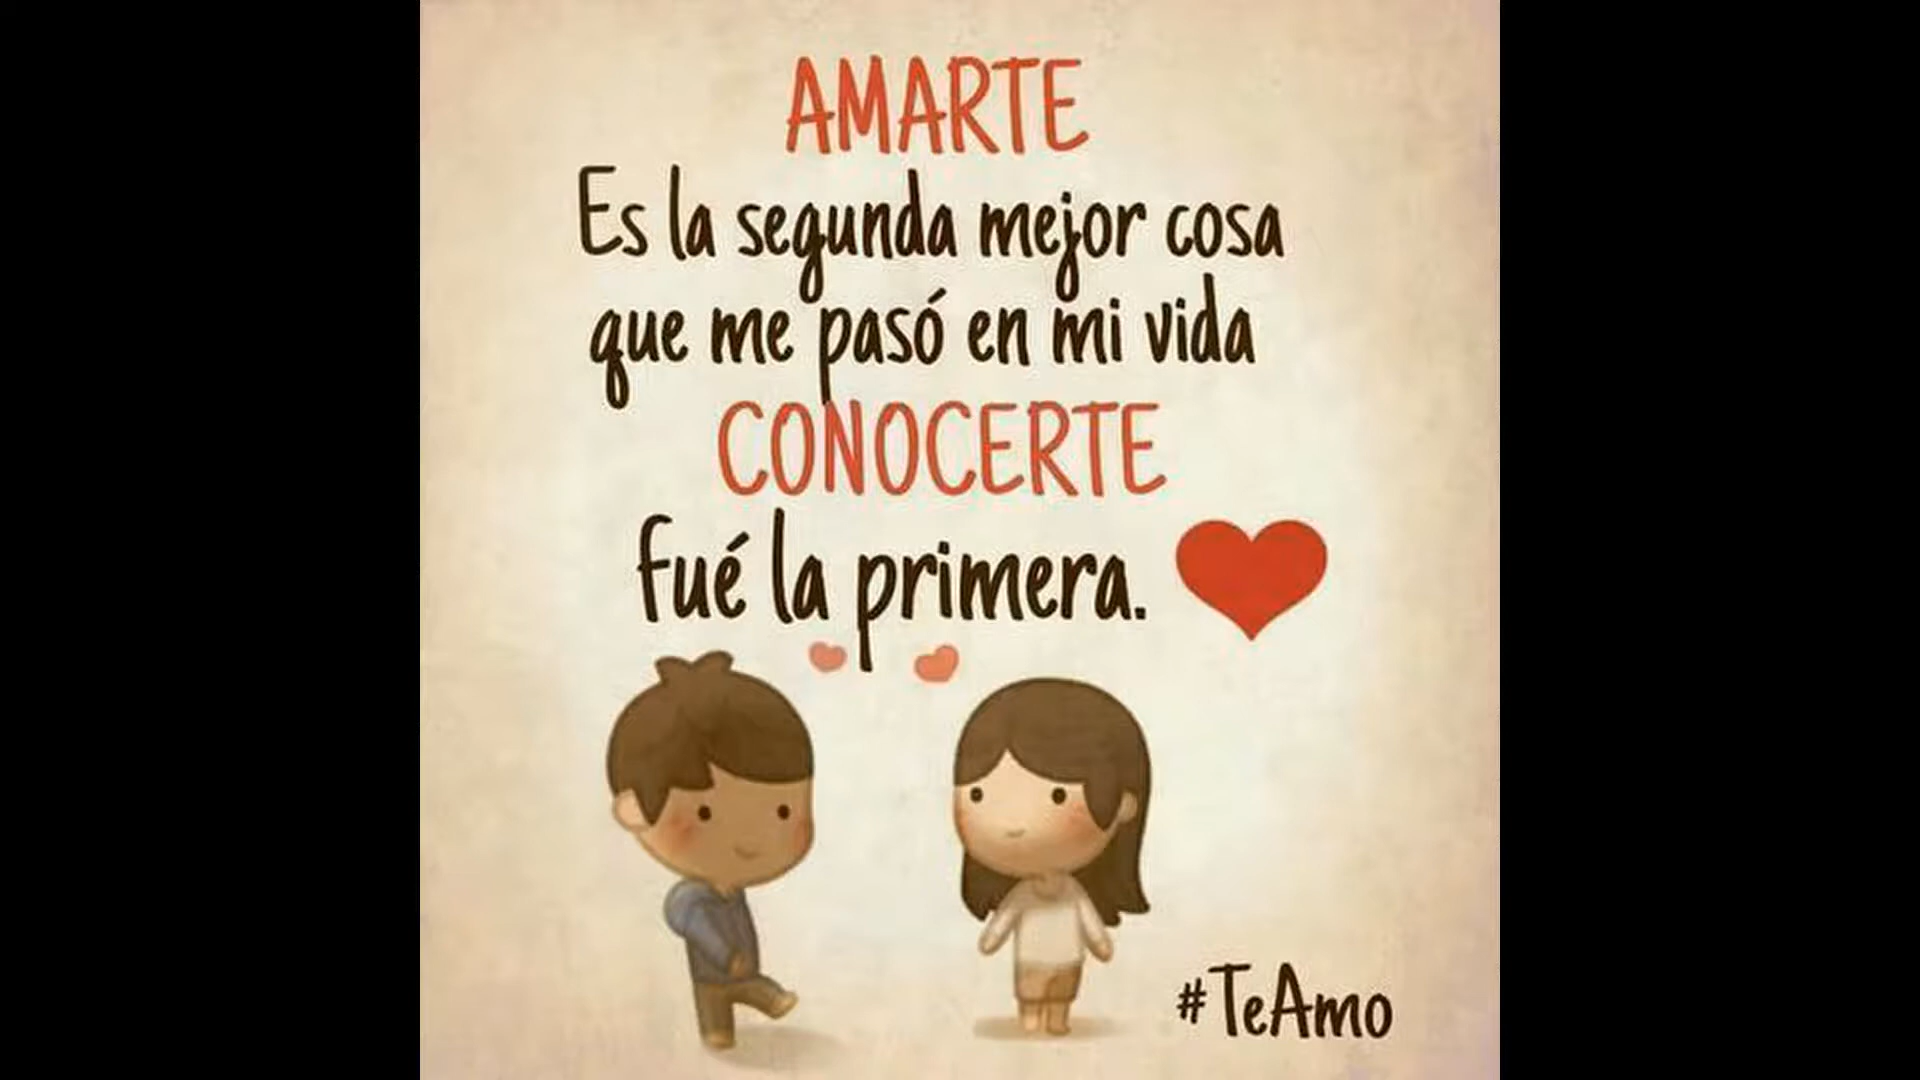 AMARTE
Es la segunda mejor cosa
que me pasó en mi vida
CONOCERTE
fué la primera.
#TeAmo